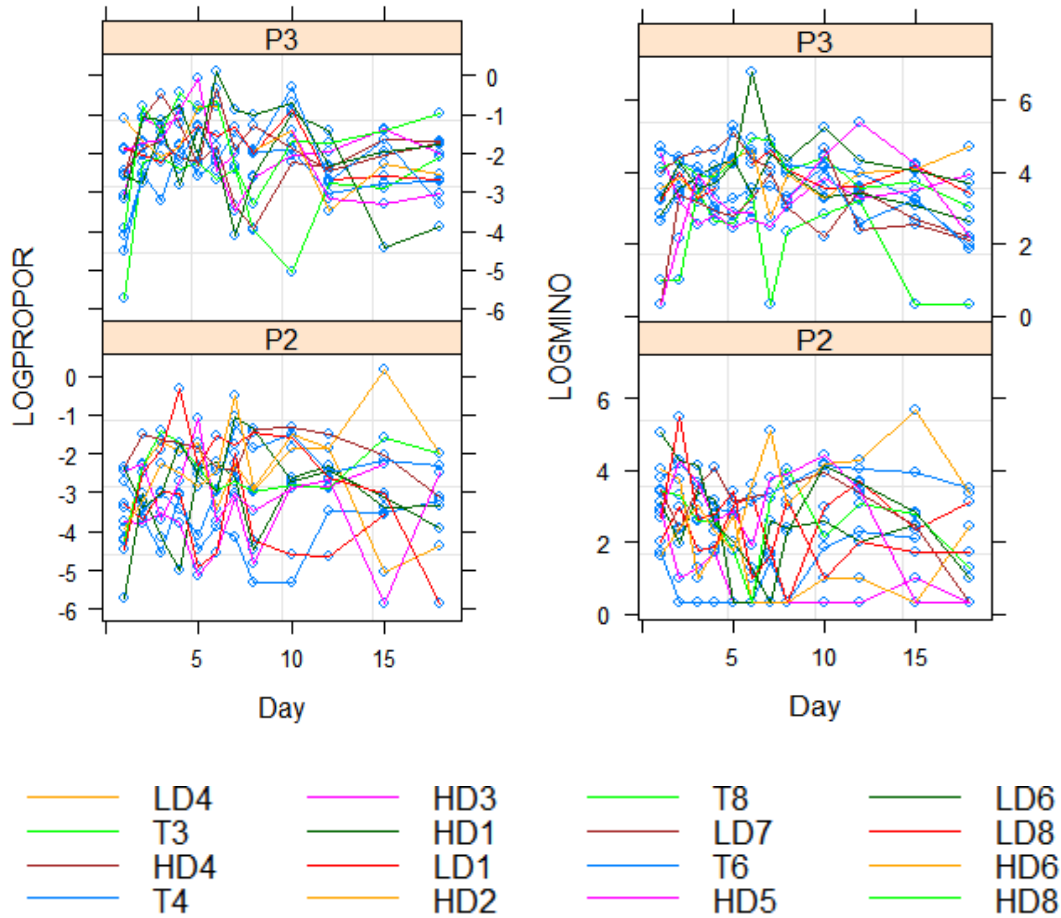 P3
P3
0
-1
-2
-3
-4
-5
-6
6
4
2
0
LOGPROPOR
LOGMINO
P2
P2
0
-1
-2
-3
-4
-5
-6
6
4
2
0
5 10 15
5 10 15
Day
Day
LD4 HD3 T8 LD6
T3 HD1 LD7 LD8
HD4 LD1 T6 HD6
T4 HD2 HD5 HD8